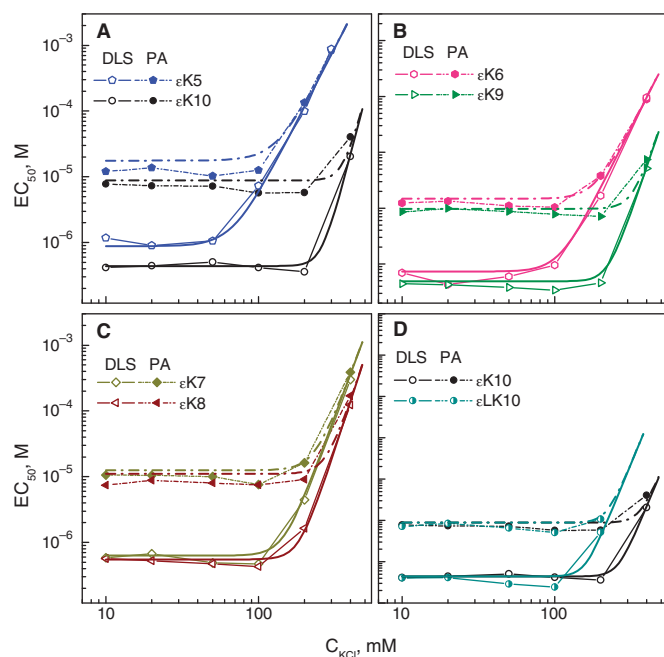 A
DLS PA
εK5
εK10
B
DLS PA
εK6
εK9
EC50, M
10−3
10−4
10−5
10−6
C
DLS PA
εK7
εK8
D
DLS PA
εK10
εLK10
EC50, M
10−3
10−4
10−5
10−6
10 100
10 100
CKCl, mM